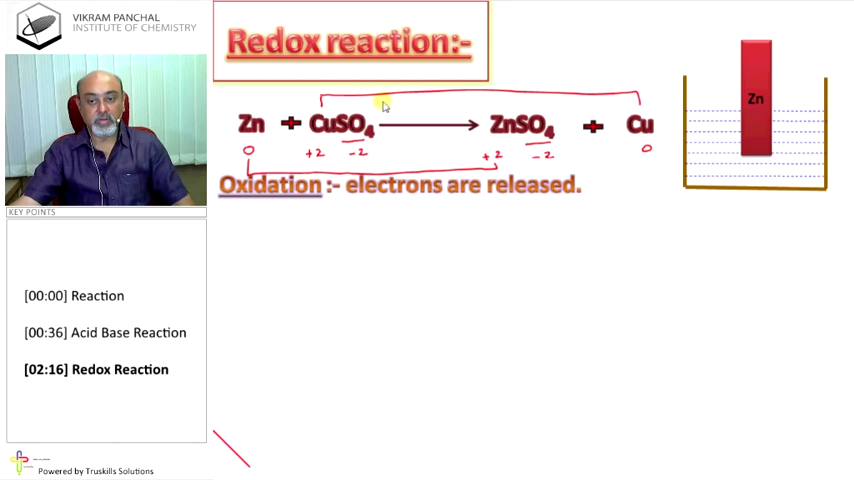 VIKRAM PANCHAL
INSTITUTE OF CHEMISTRY
Redox reaction:-
Zn + CuSO4 → ZnSO4 + Cu
0 +2 -2 +2 -2 0
Oxidation :- electrons are released.
Zn
KEY POINTS
[00:00] Reaction
[00:36] Acid Base Reaction
[02:16] Redox Reaction
Powered by Truskills Solutions